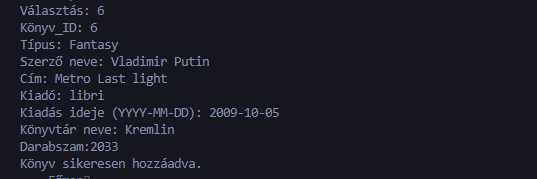 Választás: 6
Könyv_ID: 6
Típus: Fantasy
Szerző neve: Vladimir Putin
Cím: Metro Last light
Kiadó: libri
Kiadás ideje (YYYY-MM-DD): 2009-10-05
Könyvtár neve: Kremlin
Darabszam:2033
Könyv sikeresen hozzáadva.